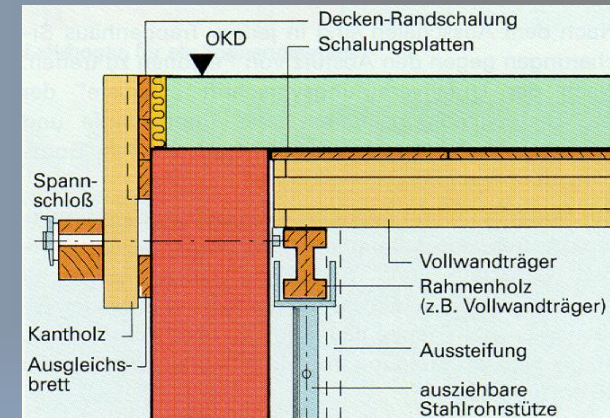 Decken-Randschalung
OKD
Schalungsplatten
Spann-
schloß
Vollwandträger
Rahmenholz
(z.B. Vollwandträger)
Kantholz
Ausgleichs-
brett
Aussteifung
ausziehbare
Stahlrohrstütze